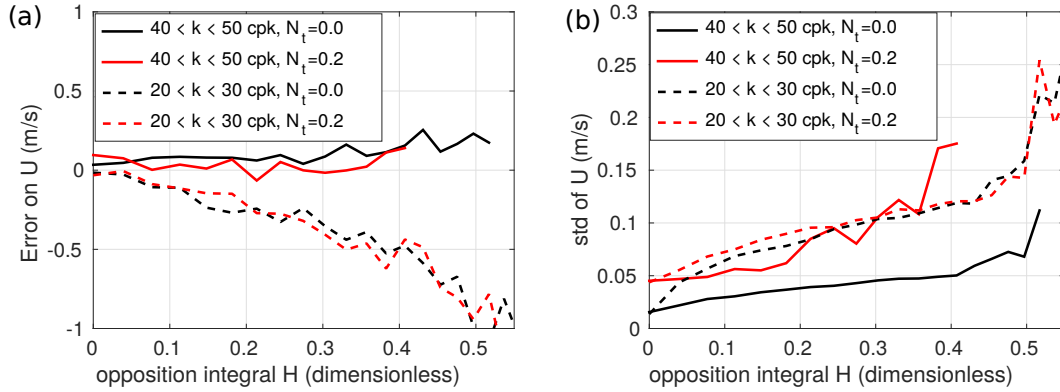 (a)
40 < k < 50 cpk, N_t=0.0
40 < k < 50 cpk, N_t=0.2
20 < k < 30 cpk, N_t=0.0
20 < k < 30 cpk, N_t=0.2
1
0.5
0
-0.5
-1
Error on U (m/s)
0 0.1 0.2 0.3 0.4 0.5
opposition integral H (dimensionless)
(b)
40 < k < 50 cpk, N_t=0.0
40 < k < 50 cpk, N_t=0.2
20 < k < 30 cpk, N_t=0.0
20 < k < 30 cpk, N_t=0.2
0.3
0.25
0.2
0.15
0.1
0.05
0
std of U (m/s)
0 0.1 0.2 0.3 0.4 0.5
opposition integral H (dimensionless)